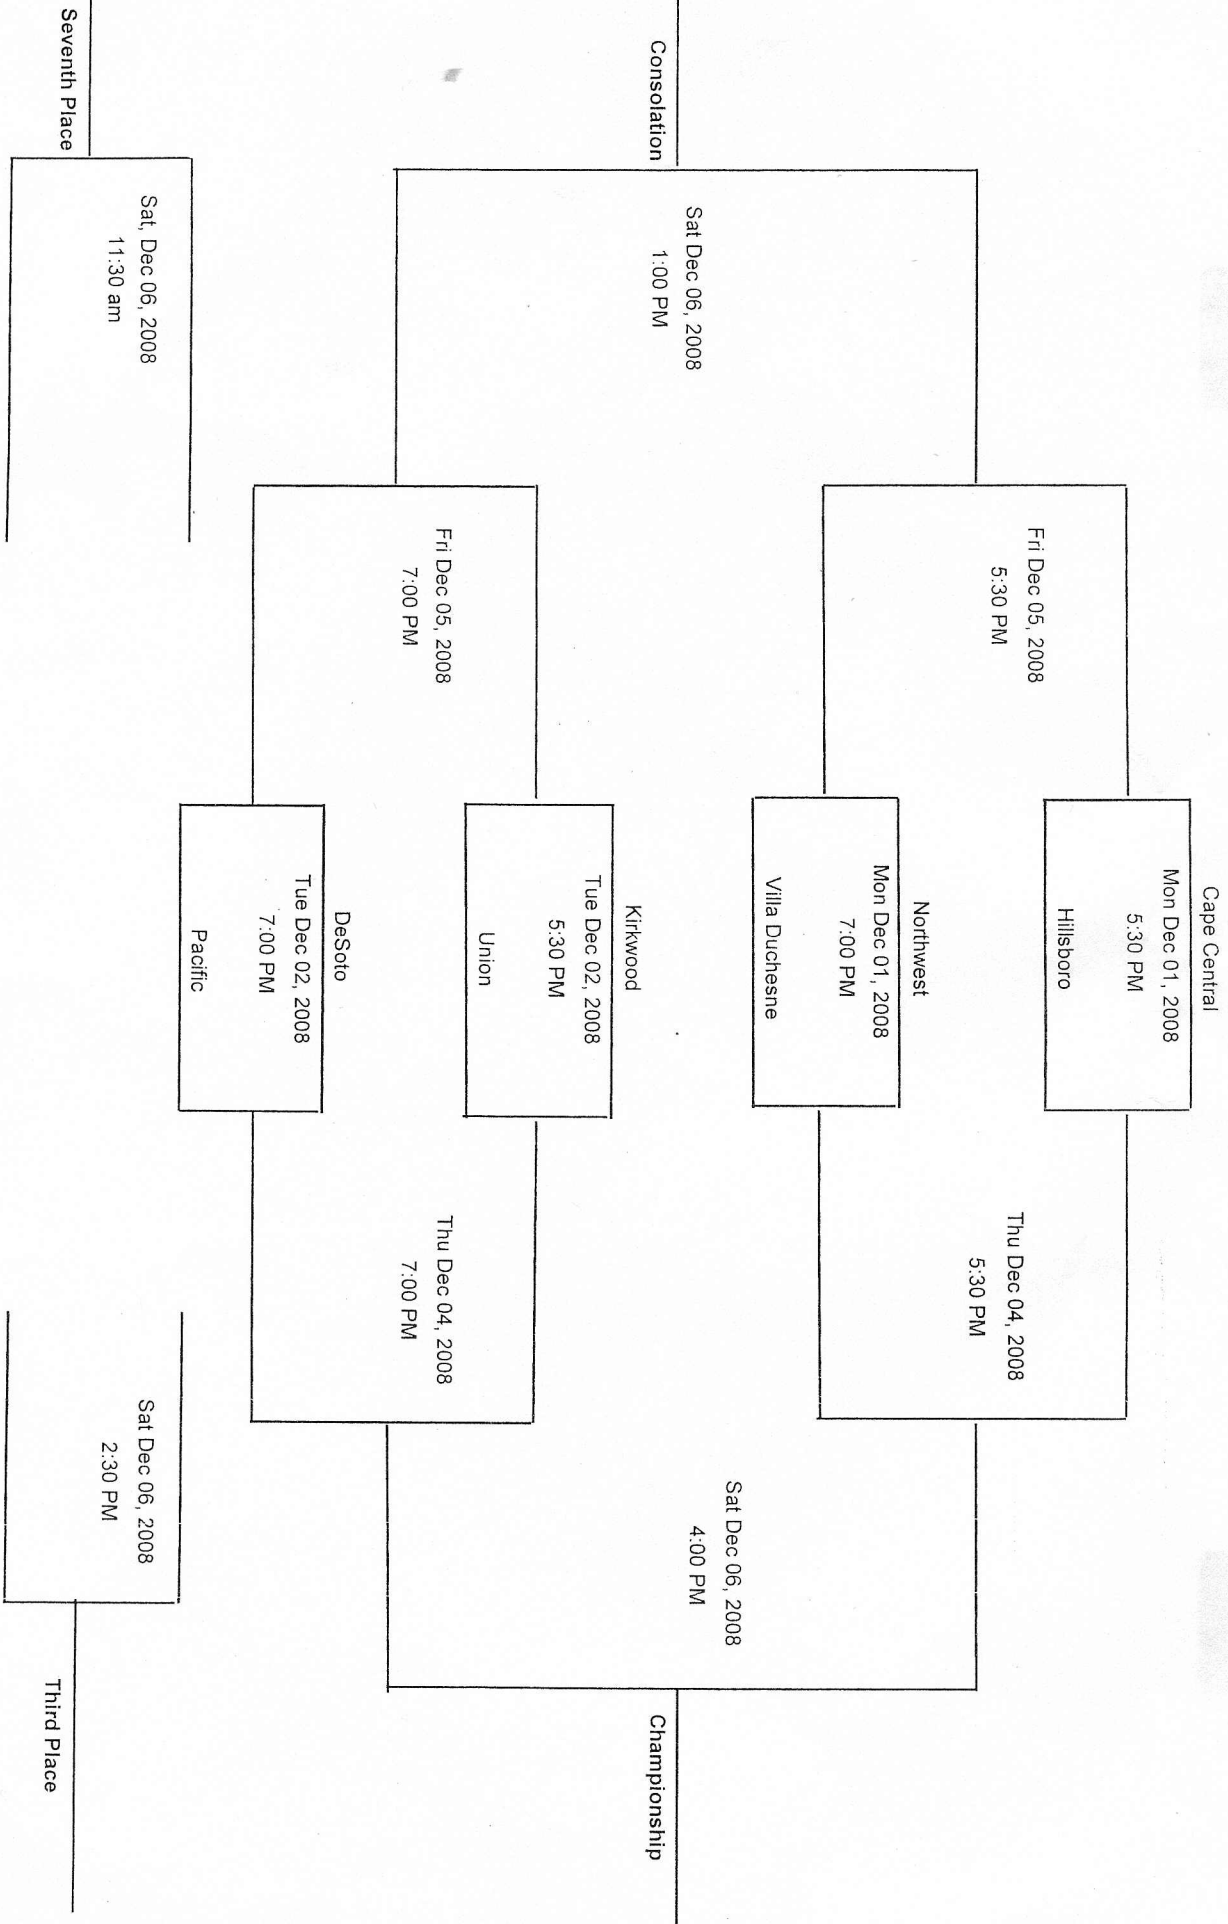 Cape Central
Mon Dec 01, 2008
5:30 PM
Hillsboro
Fri Dec 05, 2008
5:30 PM
Thu Dec 04, 2008
5:30 PM
Northwest
Mon Dec 01, 2008
7:00 PM
Villa Duchesne
Consolation
Sat Dec 06, 2008
1:00 PM
Sat Dec 06, 2008
4:00 PM
Championship
Kirkwood
Tue Dec 02, 2008
5:30 PM
Union
Fri Dec 05, 2008
7:00 PM
Thu Dec 04, 2008
7:00 PM
DeSoto
Tue Dec 02, 2008
7:00 PM
Pacific
Sat, Dec 06, 2008
11:30 am
Seventh Place
Sat Dec 06, 2008
2:30 PM
Third Place